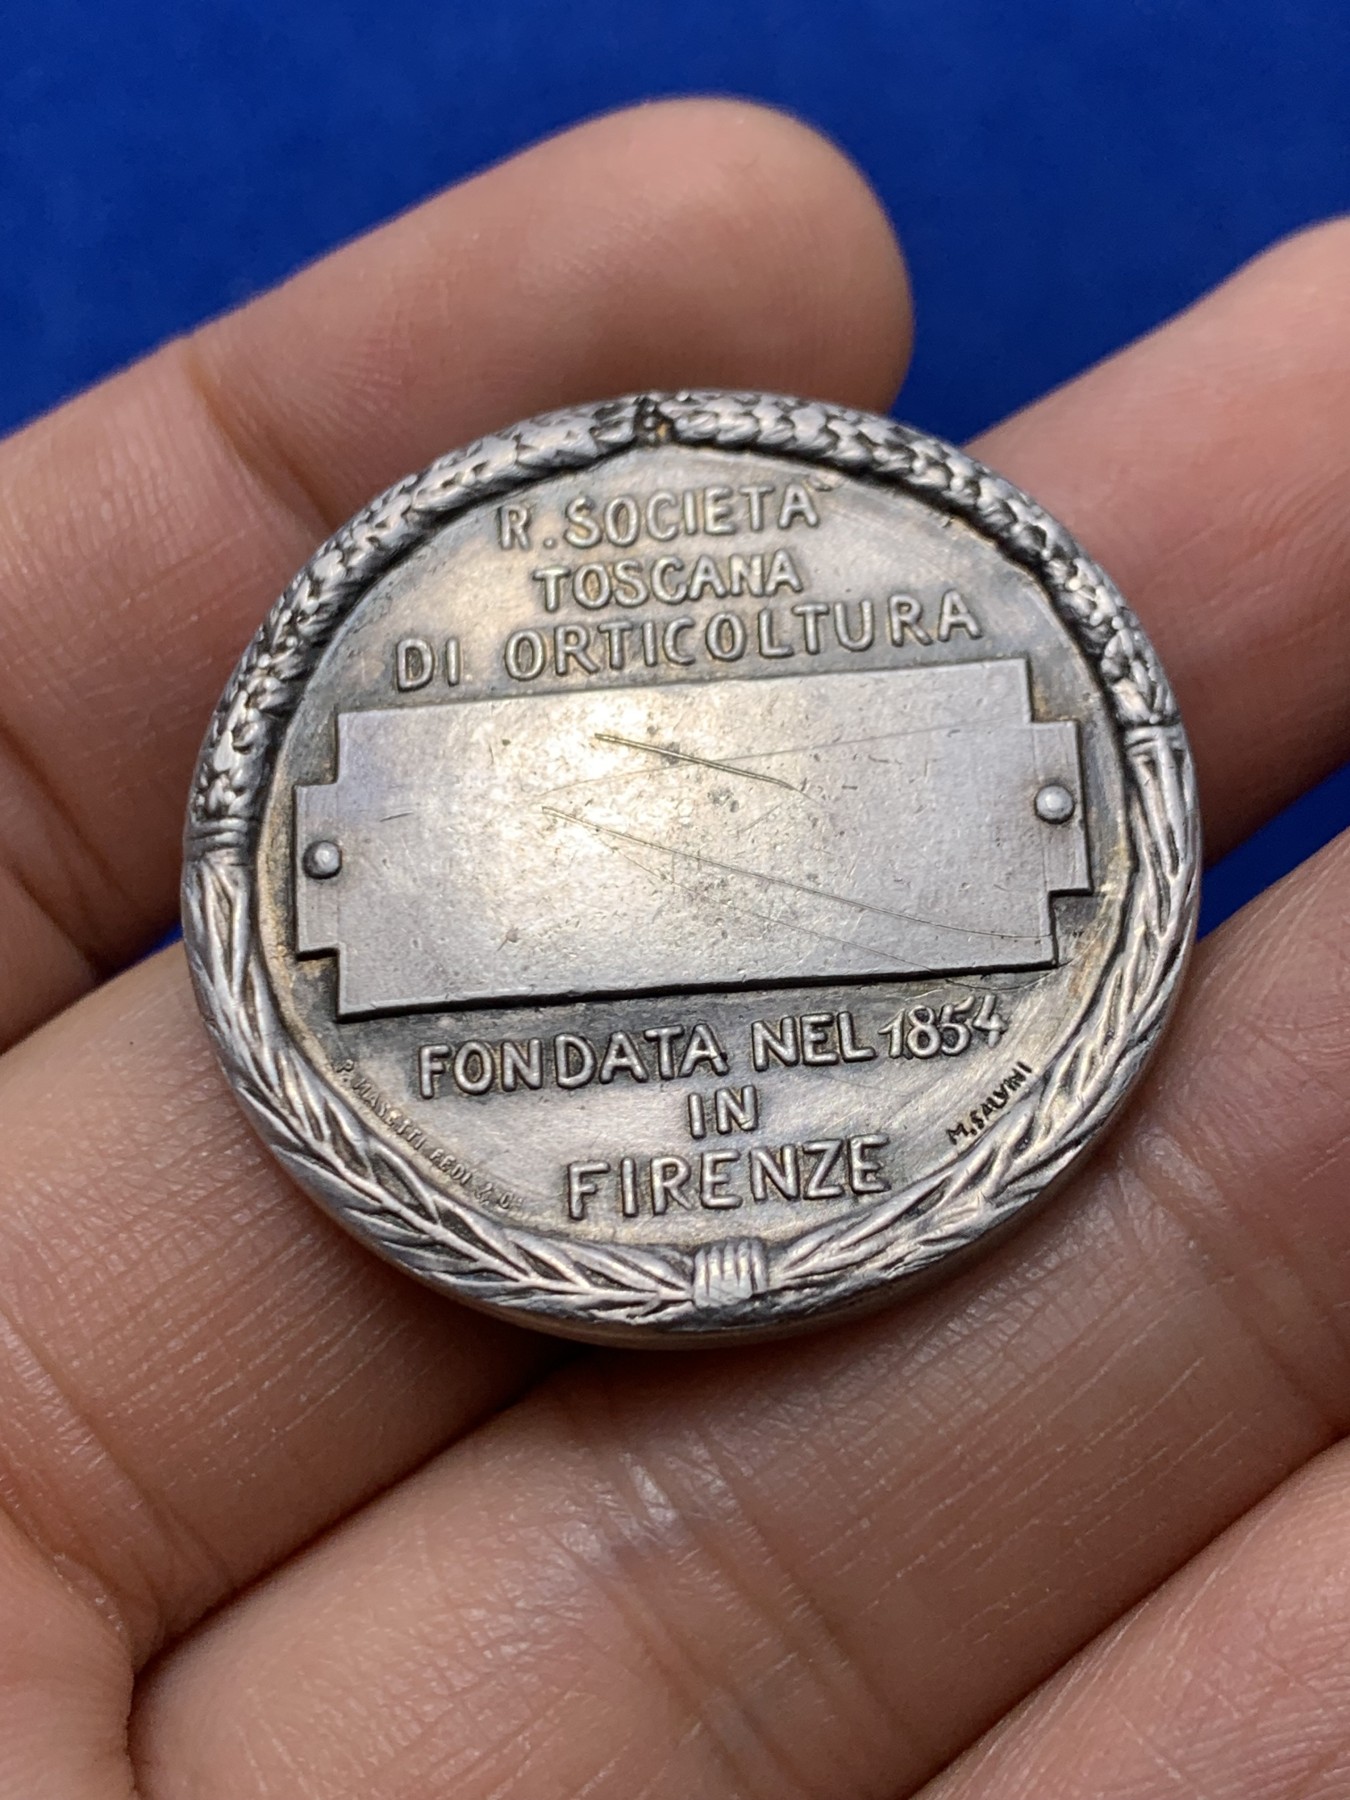 R. SOCIETA`
TOSCANA
DI ORTICOLTURA
FONDATA NEL 1854
IN
FIRENZE
M. SALVINI